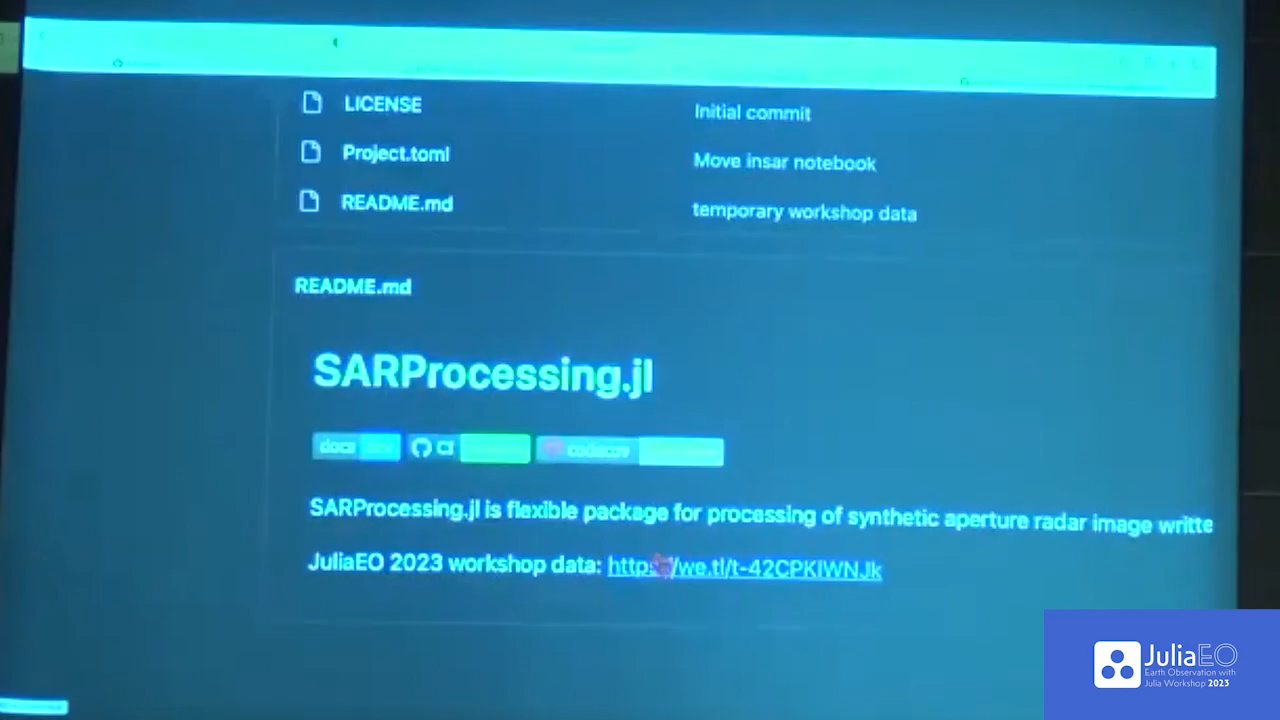 LICENSE Initial commit
Project.toml Move insar notebook
README.md temporary workshop data
README.md
SARProcessing.jl
docs CI codecov
SARProcessing.jl is flexible package for processing of synthetic aperture radar image writte
JuliaEO 2023 workshop data: https://we.tl/t-42CPKIWNJk
JuliaEO
Earth Observation with
Julia Workshop 2023